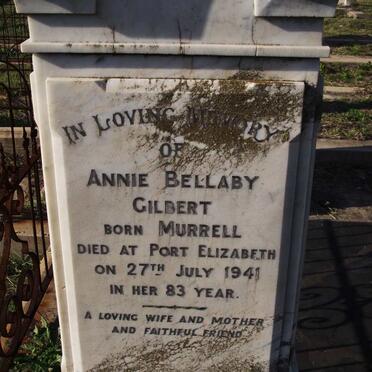 IN LOVING MEMORY
OF
ANNIE BELLABY
GILBERT
BORN MURRELL
DIED AT PORT ELIZABETH
ON 27TH JULY 1941
IN HER 83 YEAR.
A LOVING WIFE AND MOTHER
AND FAITHFUL FRIEND